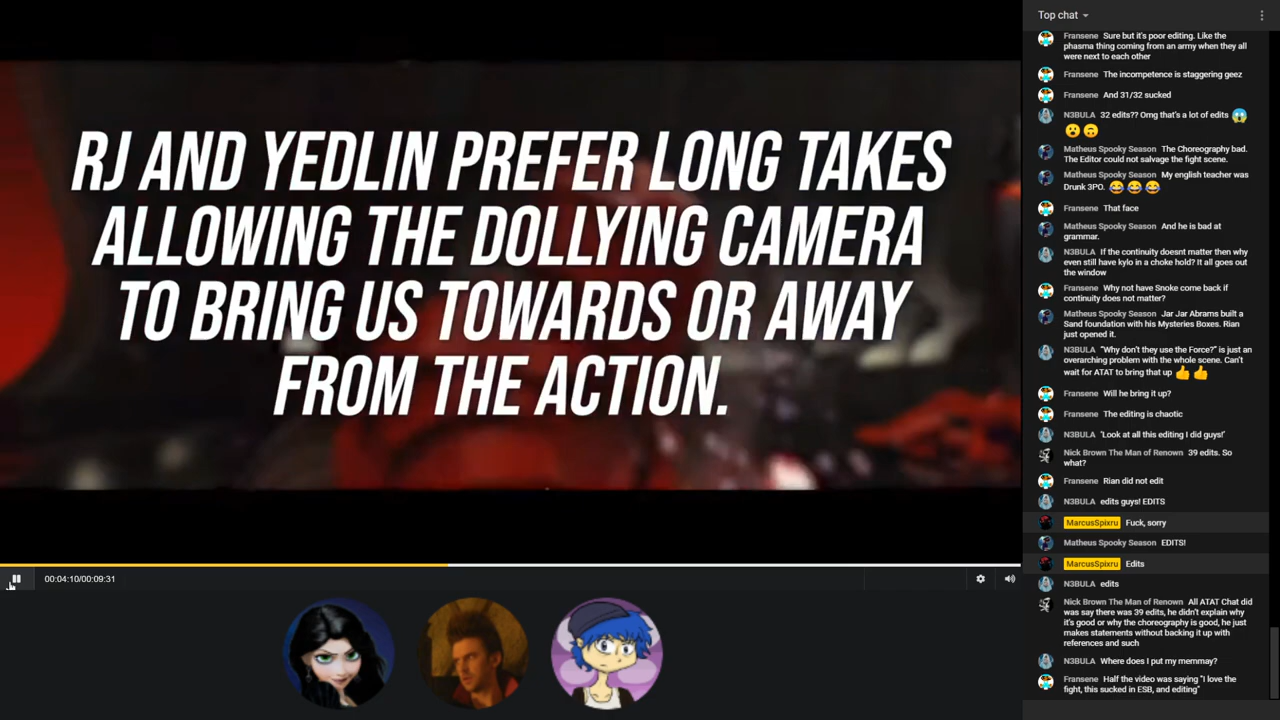 RJ AND YEDLIN PREFER LONG TAKES
ALLOWING THE DOLLYING CAMERA
TO BRING US TOWARDS OR AWAY
FROM THE ACTION.
00:04:10/00:09:31
Top chat
Fransene Sure but it's poor editing. Like the
phasma thing coming from an army when they all
were next to each other
Fransene The incompetence is staggering geez
Fransene And 31/32 sucked
N3BULA 32 edits?? Omg that's a lot of edits 😱
😮 🙃
Matheus Spooky Season The Choreography bad.
The Editor could not salvage the fight scene.
Matheus Spooky Season My english teacher was
Drunk 3PO. 😂 😂 😂
Fransene That face
Matheus Spooky Season And he is bad at
grammar.
N3BULA If the continuity doesnt matter then why
even still have kylo in a choke hold? It all goes out
the window
Fransene Why not have Snoke come back if
continuity does not matter?
Matheus Spooky Season Jar Jar Abrams built a
Sand foundation with his Mysteries Boxes. Rian
just opened it.
N3BULA "Why don't they use the Force?" is just an
overarching problem with the whole scene. Can't
wait for ATAT to bring that up 👍 👍
Fransene Will he bring it up?
Fransene The editing is chaotic
N3BULA "Look at all this editing I did guys!"
Nick Brown The Man of Renown 39 edits. So
what?
Fransene Rian did not edit
N3BULA edits guys! EDITS
MarcusSpixru Fuck, sorry
Matheus Spooky Season EDITS!
MarcusSpixru Edits
N3BULA edits
Nick Brown The Man of Renown All ATAT Chat did
was say there was 39 edits, he didn't explain why
it's good or why the choreography is good, he just
makes statements without backing it up with
references and such
N3BULA Where does I put my memmay?
Fransene Half the video was saying "I love the
fight, this sucked in ESB, and editing"